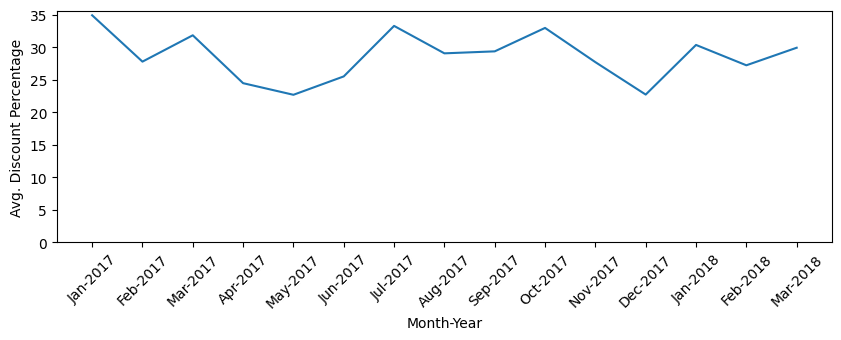 35
30
25
20
15
10
5
0
Avg. Discount Percentage
Jan-2017
Feb-2017
Mar-2017
Apr-2017
May-2017
Jun-2017
Jul-2017
Aug-2017
Sep-2017
Oct-2017
Nov-2017
Dec-2017
Jan-2018
Feb-2018
Mar-2018
Month-Year